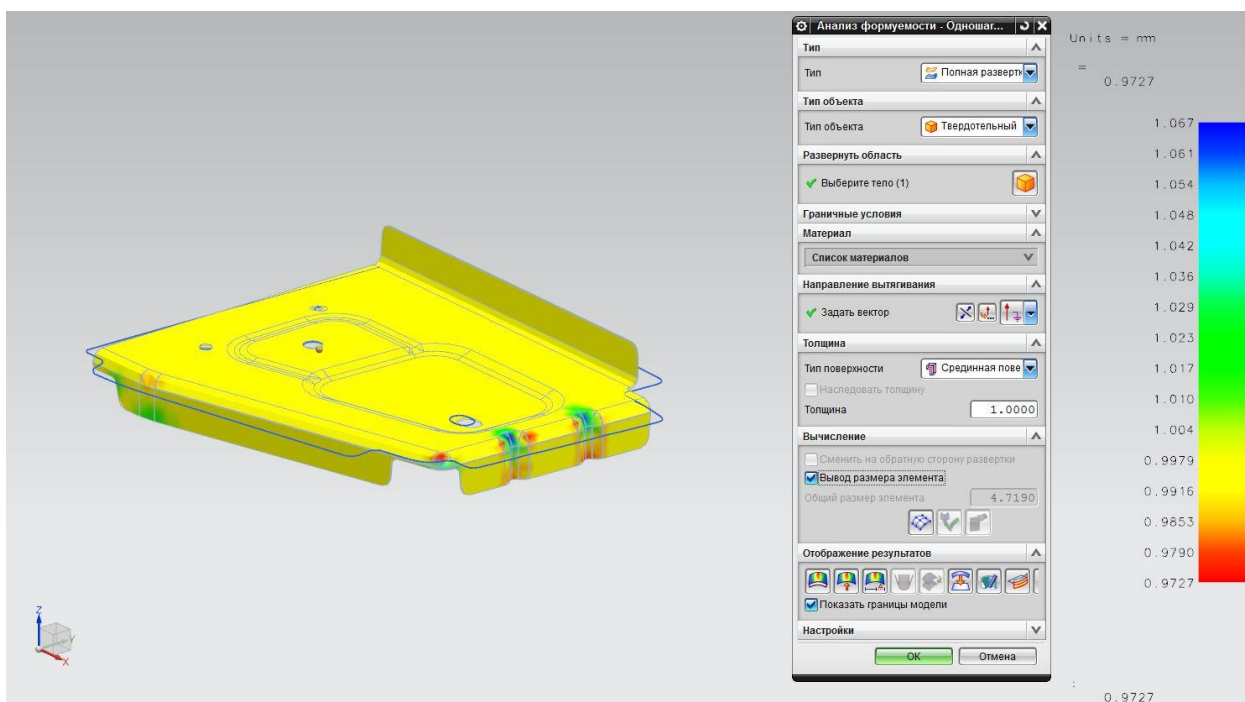 Анализ формуемости - Одношаг...
Тип
Тип
Полная разверти
Тип объекта
Тип объекта
Твердотельный
Развернуть область
Выберите тело (1)
Граничные условия
Материал
Список материалов
Направление вытягивания
Задать вектор
Толщина
Тип поверхности
Срединная пове
Наследовать толщину
Толщина
1.0000
Вычисление
Сменить на обратную сторону развертки
Вывод размера элемента
Общий размер элемента
4.7190
Отображение результатов
Показать границы модели
Настройки
OK
Отмена
Units = mm
=
0.9727
1.067
1.061
1.054
1.048
1.042
1.036
1.029
1.023
1.017
1.010
1.004
0.9979
0.9916
0.9853
0.9790
0.9727
:
0.9727
Z
Y
X